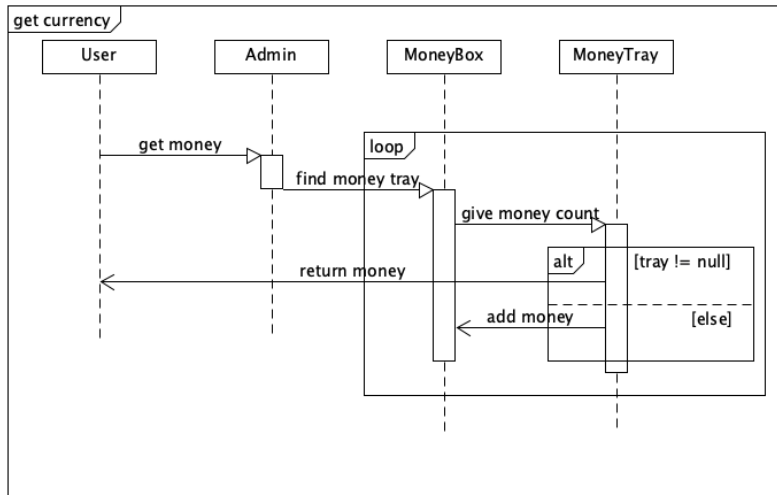 get currency
User
Admin
MoneyBox
MoneyTray
get money
loop
find money tray
give money count
alt
[tray != null]
return money
add money
[else]